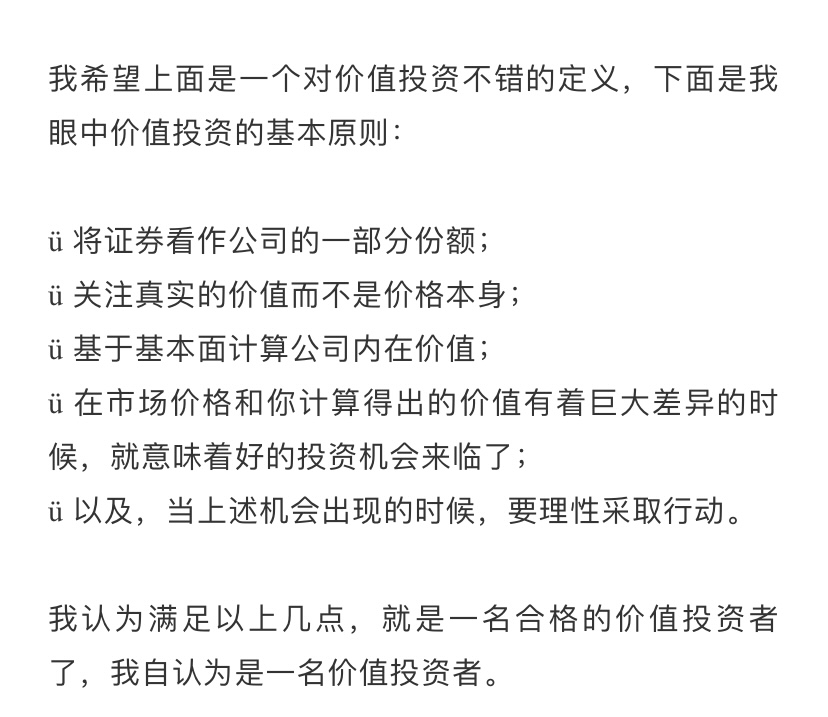 我希望上面是一个对价值投资不错的定义，下面是我
眼中价值投资的基本原则：
ü 将证券看作公司的一部分份额；
ü 关注真实的价值而不是价格本身；
ü 基于基本面计算公司内在价值；
ü 在市场价格和你计算得出的价值有着巨大差异的时
候，就意味着好的投资机会来临了；
ü 以及，当上述机会出现的时候，要理性采取行动。
我认为满足以上几点，就是一名合格的价值投资者
了，我自认为是一名价值投资者。